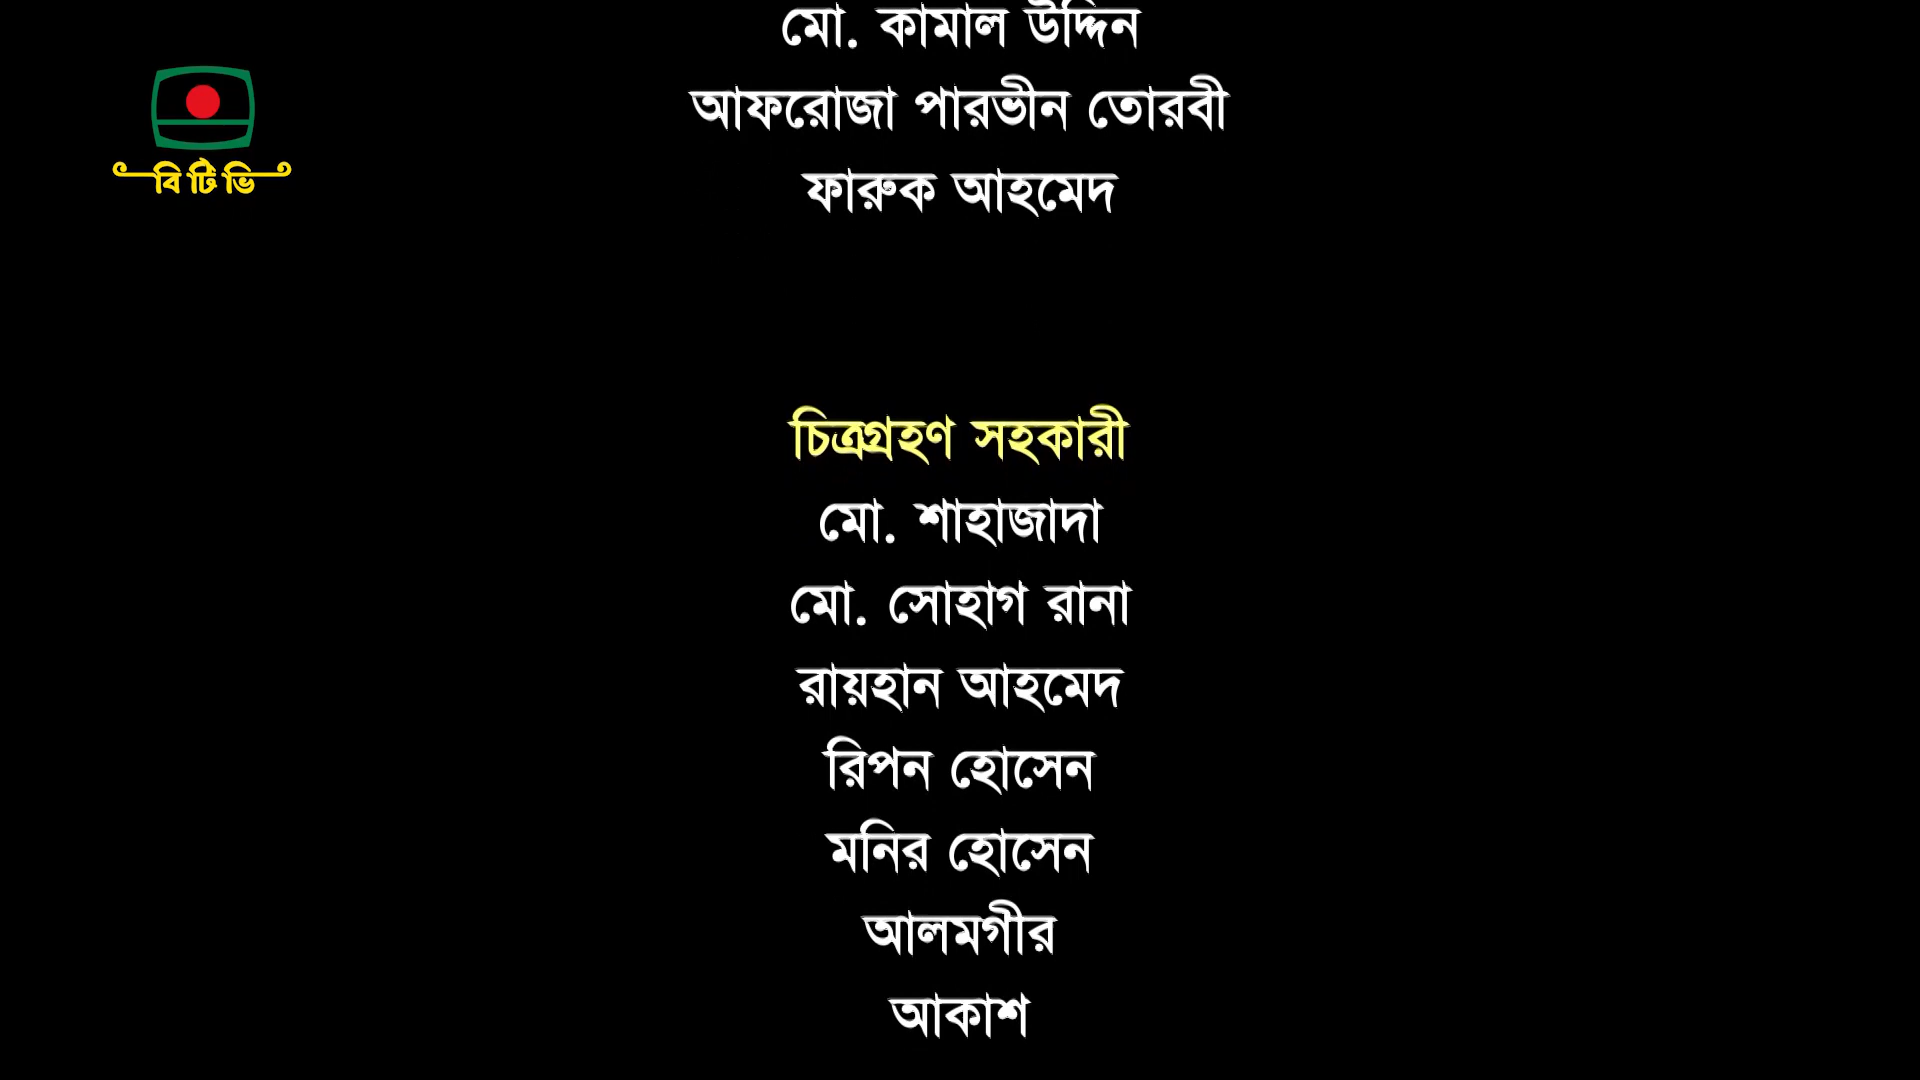 মো. কামাল উদ্দিন
আফরোজা পারভীন তোরবী
ফারুক আহমেদ
বিটিভি
চিত্রগ্রহণ সহকারী
মো. শাহাজাদা
মো. সোহাগ রানা
রায়হান আহমেদ
রিপন হোসেন
মনির হোসেন
আলমগীর
আকাশ